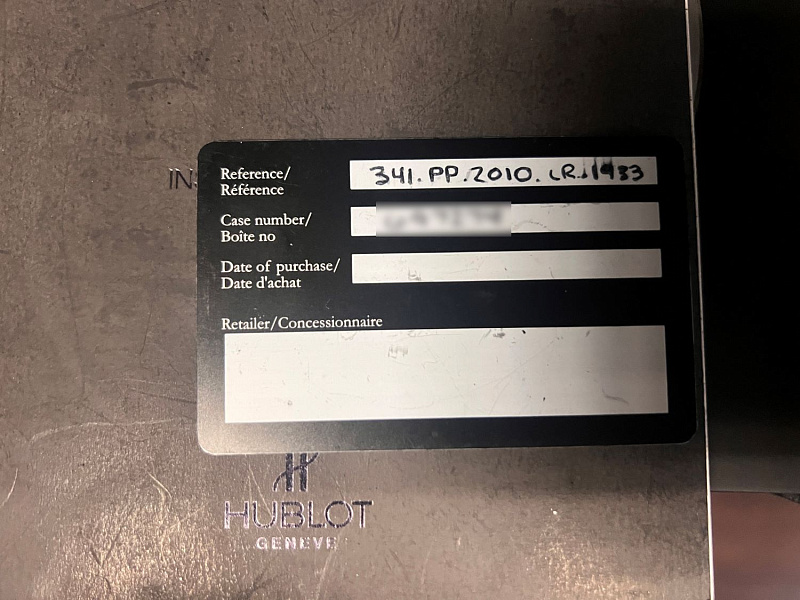 INS
Reference/ 341.PP.2010.LR.1933
Référence
Case number/
Boîte no
Date of purchase/
Date d'achat
Retailer/Concessionnaire
H
HUBLOT
GENEVE